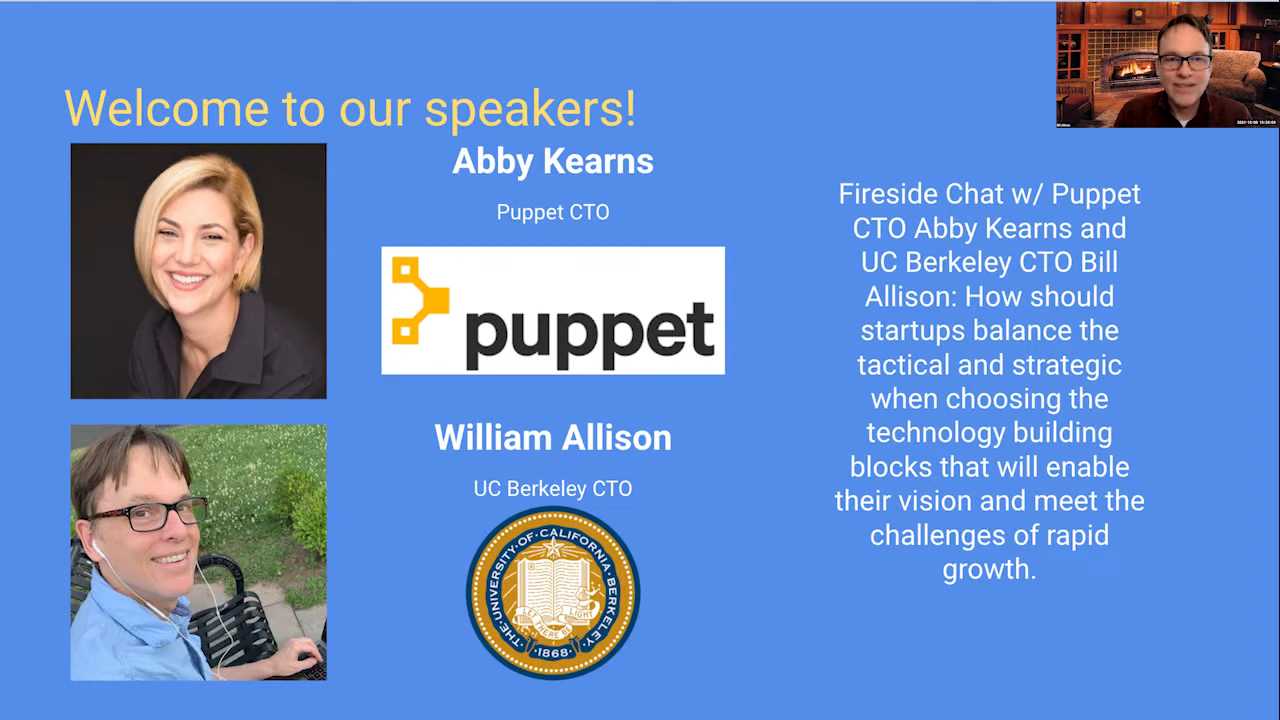 Welcome to our speakers!
Abby Kearns
Puppet CTO
puppet
William Allison
UC Berkeley CTO
THE·UNIVERSITY·OF·CALIFORNIA·BERKELEY
LET THERE BE LIGHT
·1868·
Fireside Chat w/ Puppet
CTO Abby Kearns and
UC Berkeley CTO Bill
Allison: How should
startups balance the
tactical and strategic
when choosing the
technology building
blocks that will enable
their vision and meet the
challenges of rapid
growth.
Bill Allison